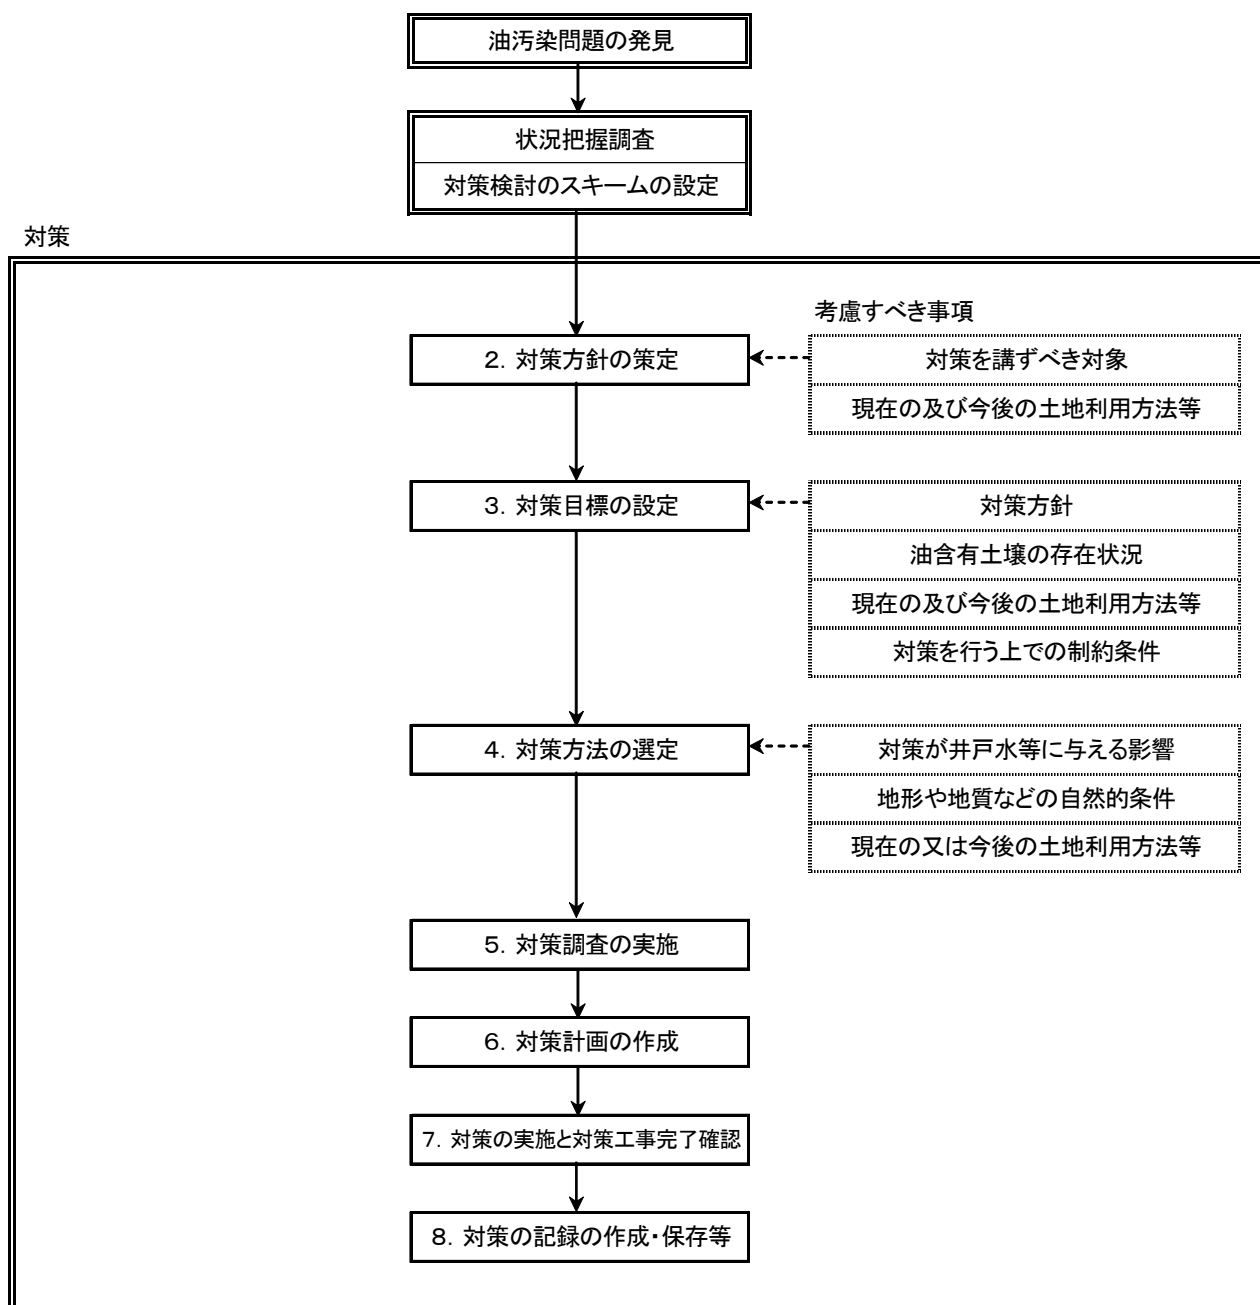 油汚染問題の発見
状況把握調査
対策検討のスキームの設定
対策
考慮すべき事項
２．対策方針の策定
対策を講ずべき対象
現在の及び今後の土地利用方法等
３．対策目標の設定
対策方針
油含有土壌の存在状況
現在の及び今後の土地利用方法等
対策を行う上での制約条件
４．対策方法の選定
対策が井戸水等に与える影響
地形や地質などの自然的条件
現在の又は今後の土地利用方法等
５．対策調査の実施
６．対策計画の作成
７．対策の実施と対策工事完了確認
８．対策の記録の作成・保存等